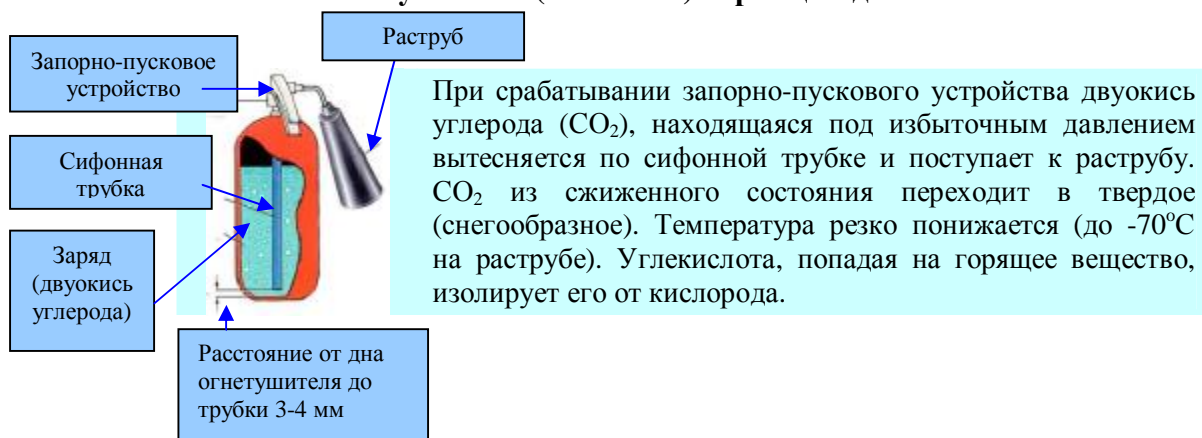 Раструб
Запорно-пусковое
устройство
Сифонная
трубка
Заряд
(двуокись
углерода)
Расстояние от дна
огнетушителя до
трубки 3-4 мм
При срабатывании запорно-пускового устройства двуокись
углерода (CO₂), находящаяся под избыточным давлением
вытесняется по сифонной трубке и поступает к раструбу.
CO₂ из сжиженного состояния переходит в твердое
(снегообразное). Температура резко понижается (до -70°С
на раструбе). Углекислота, попадая на горящее вещество,
изолирует его от кислорода.